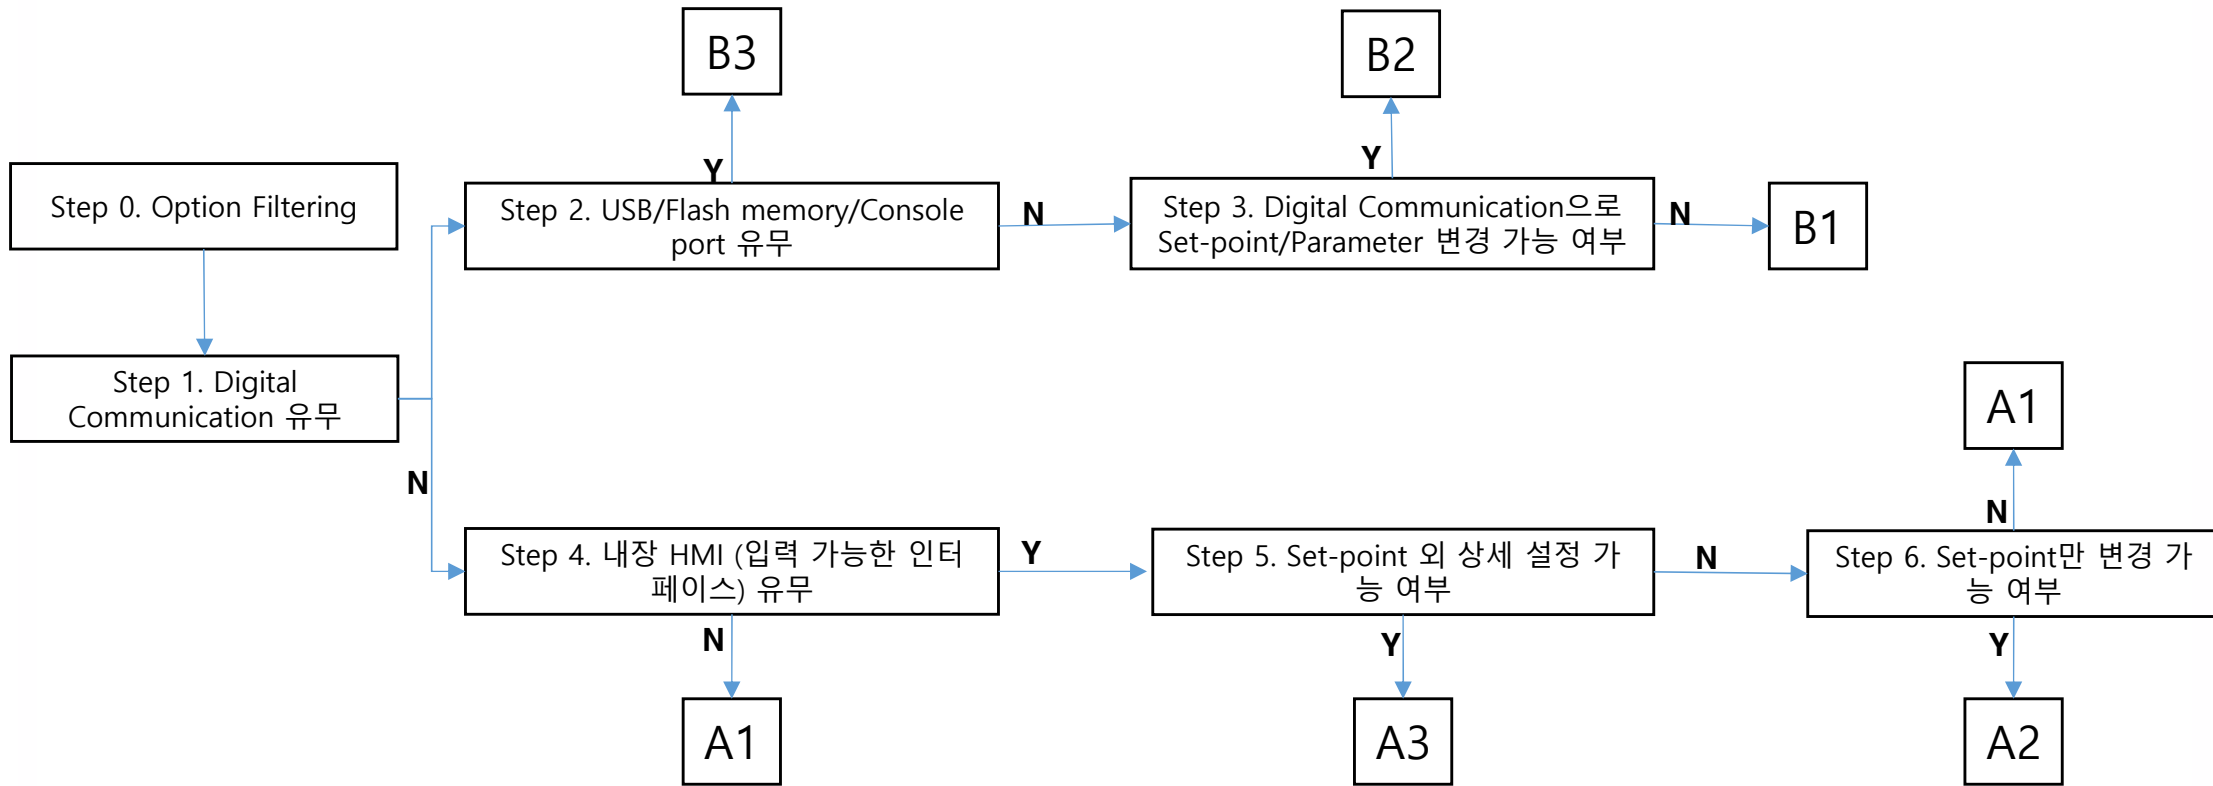 B3
B2
Y
Y
Step 0. Option Filtering
Step 2. USB/Flash memory/Console
port 유무
N
Step 3. Digital Communication으로
Set-point/Parameter 변경 가능 여부
N
B1
Step 1. Digital
Communication 유무
A1
N
N
Step 4. 내장 HMI (입력 가능한 인터
페이스) 유무
Y
Step 5. Set-point 외 상세 설정 가
능 여부
N
Step 6. Set-point만 변경 가
능 여부
N
Y
Y
A1
A3
A2